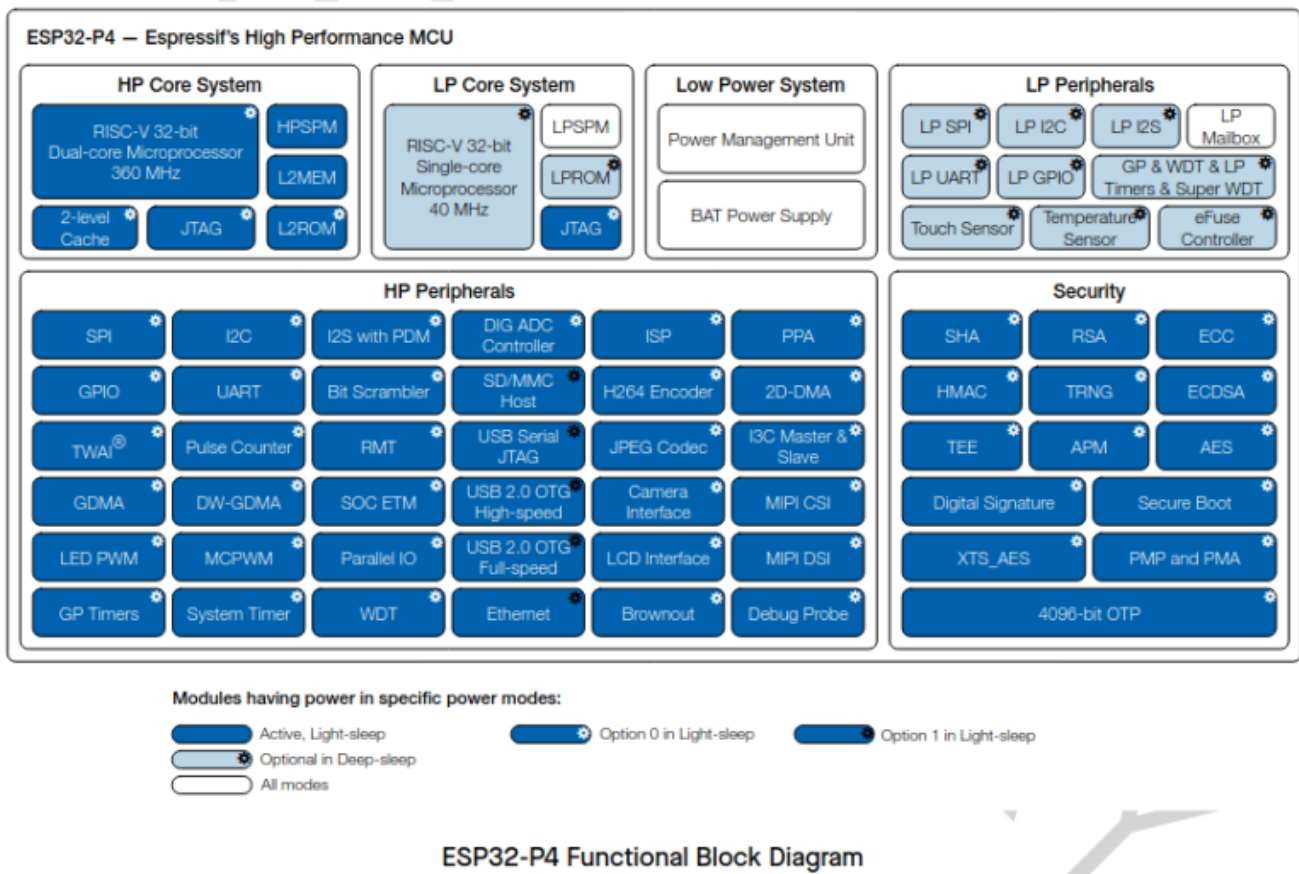 ESP32-P4 — Espressif's High Performance MCU
HP Core System
RISC-V 32-bit
Dual-core Microprocessor
360 MHz
HPSPM
L2MEM
2-level
Cache
JTAG
L2ROM
LP Core System
RISC-V 32-bit
Single-core
Microprocessor
40 MHz
LPSPM
LPROM
JTAG
Low Power System
Power Management Unit
BAT Power Supply
LP Peripherals
LP SPI
LP I2C
LP I2S
LP
Mailbox
LP UART
LP GPIO
GP & WDT & LP
Timers & Super WDT
Touch Sensor
Temperature
Sensor
eFuse
Controller
HP Peripherals
SPI
I2C
I2S with PDM
DIG ADC
Controller
ISP
PPA
GPIO
UART
Bit Scrambler
SD/MMC
Host
H264 Encoder
2D-DMA
TWAI®
Pulse Counter
RMT
USB Serial
JTAG
JPEG Codec
I3C Master &
Slave
GDMA
DW-GDMA
SOC ETM
USB 2.0 OTG
High-speed
Camera
Interface
MIPI CSI
LED PWM
MCPWM
Parallel IO
USB 2.0 OTG
Full-speed
LCD Interface
MIPI DSI
GP Timers
System Timer
WDT
Ethernet
Brownout
Debug Probe
Security
SHA
RSA
ECC
HMAC
TRNG
ECDSA
TEE
APM
AES
Digital Signature
Secure Boot
XTS_AES
PMP and PMA
4096-bit OTP
Modules having power in specific power modes:
Active, Light-sleep
Option 0 in Light-sleep
Option 1 in Light-sleep
Optional in Deep-sleep
All modes
ESP32-P4 Functional Block Diagram